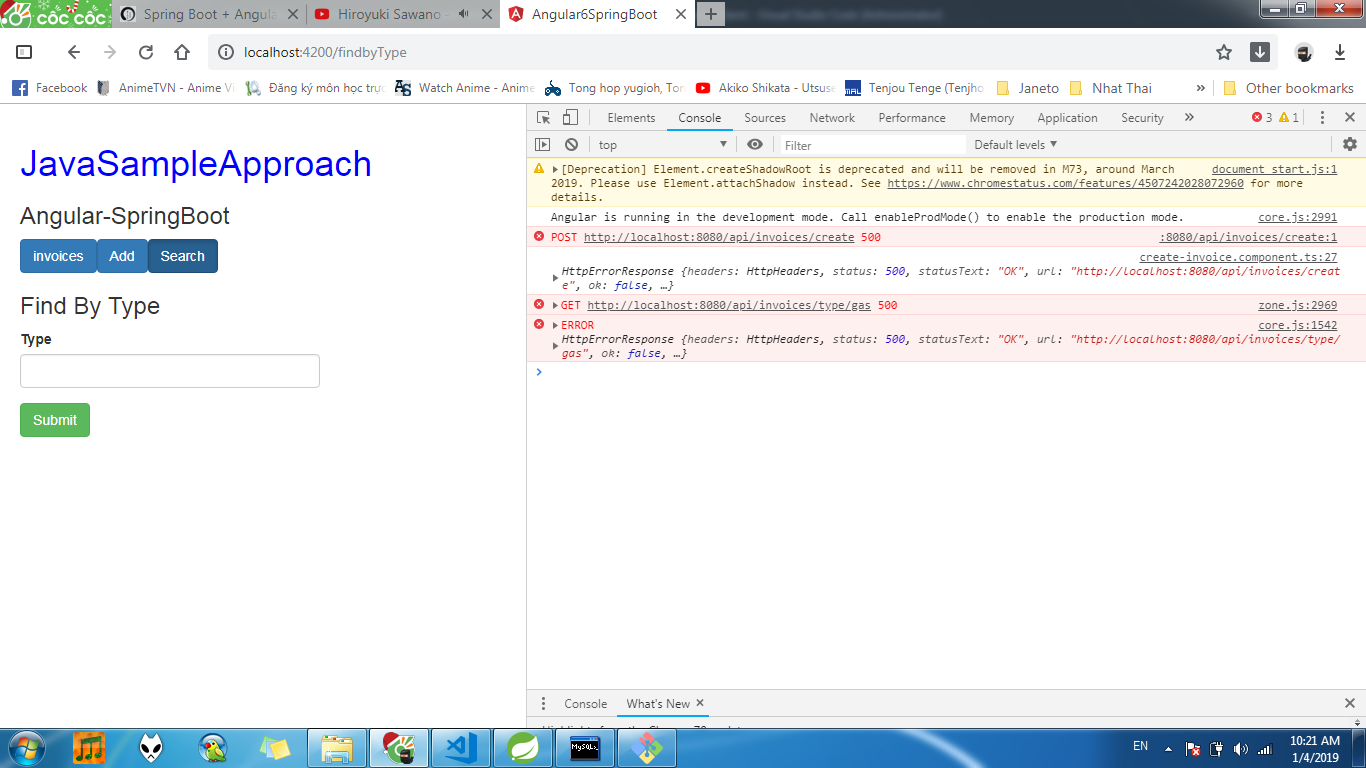 CỐC CỐC
Spring Boot + Angula
Hiroyuki Sawano -
Angular6SpringBoot
localhost:4200/findbyType
Facebook
AnimeTVN - Anime Vi
Đăng ký môn học trực
Watch Anime - Anime
Tong hop yugioh, Ton
Akiko Shikata - Utsuse
Tenjou Tenge (Tenjho
Janeto
Nhat Thai
»
Other bookmarks
JavaSampleApproach
Angular-SpringBoot
invoices
Add
Search
Find By Type
Type
Submit
Elements
Console
Sources
Network
Performance
Memory
Application
Security
»
3
1
top
Filter
Default levels
[Deprecation] Element.createShadowRoot is deprecated and will be removed in M73, around March document_start.js:1
2019. Please use Element.attachShadow instead. See https://www.chromestatus.com/features/4507242028072960 for more
details.
Angular is running in the development mode. Call enableProdMode() to enable the production mode. core.js:2991
POST http://localhost:8080/api/invoices/create 500 :8080/api/invoices/create:1
create-invoice.component.ts:27
HttpErrorResponse {headers: HttpHeaders, status: 500, statusText: "OK", url: "http://localhost:8080/api/invoices/creat
e", ok: false, …}
GET http://localhost:8080/api/invoices/type/gas 500 zone.js:2969
ERROR core.js:1542
HttpErrorResponse {headers: HttpHeaders, status: 500, statusText: "OK", url: "http://localhost:8080/api/invoices/type/
gas", ok: false, …}
Console
What's New
MySQL
EN
10:21 AM
1/4/2019